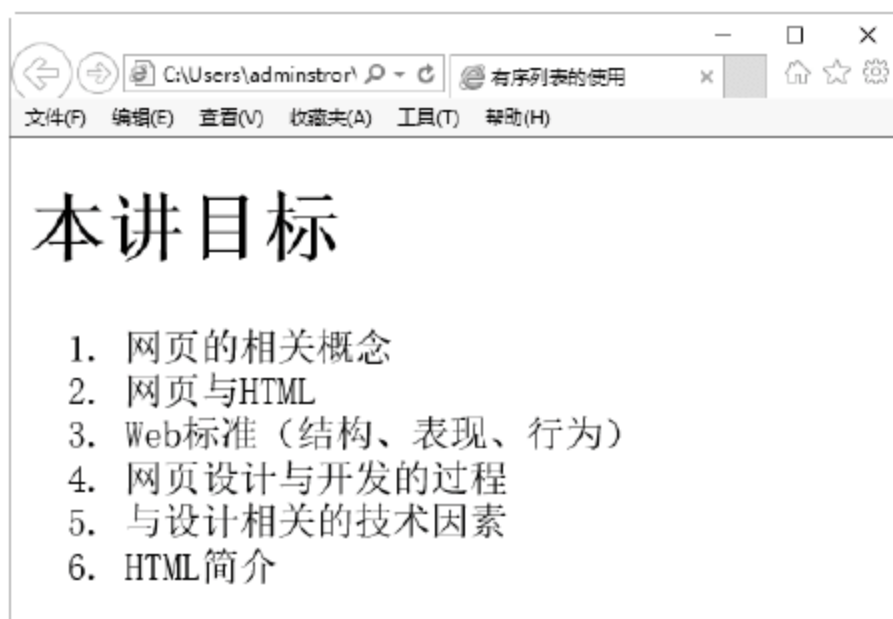 C:\Users\adminstror\
有序列表的使用
文件(F) 编辑(E) 查看(V) 收藏夹(A) 工具(T) 帮助(H)
本讲目标
1. 网页的相关概念
2. 网页与HTML
3. Web标准（结构、表现、行为）
4. 网页设计与开发的过程
5. 与设计相关的技术因素
6. HTML简介